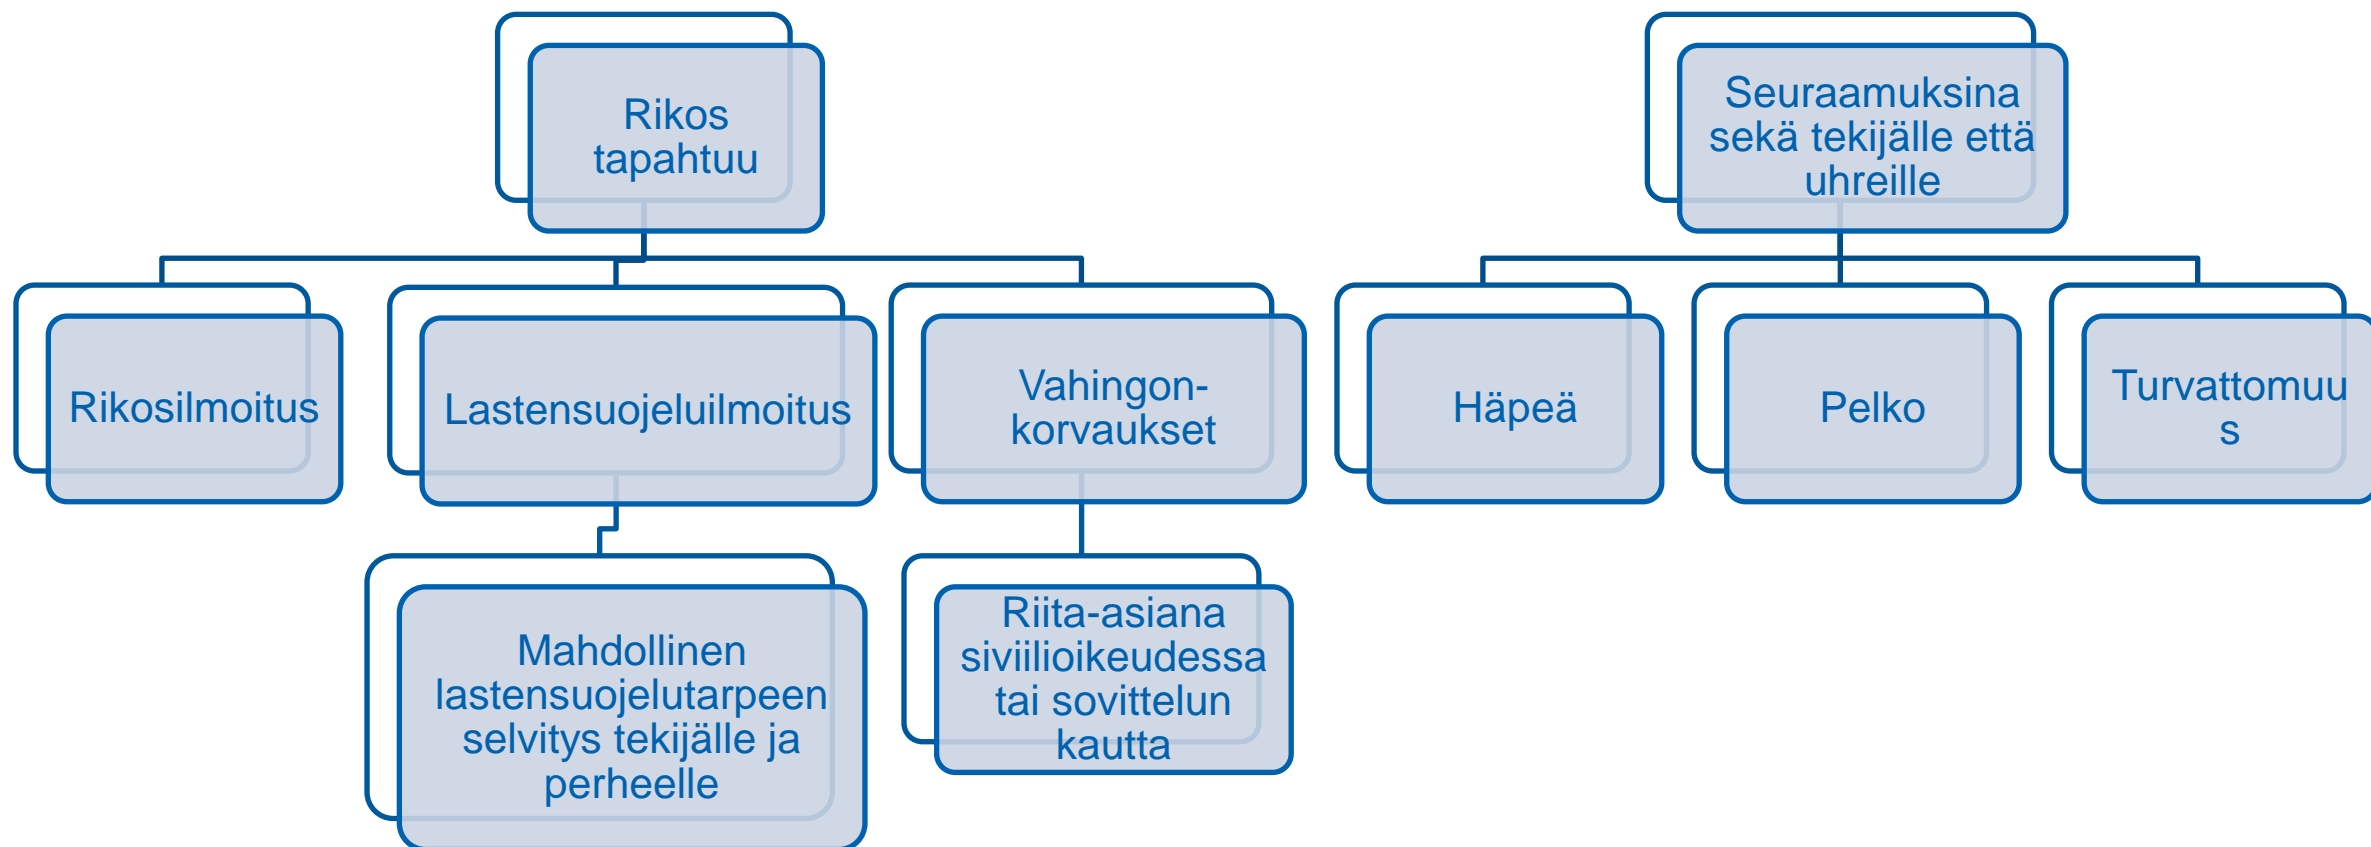 Rikos
tapahtuu
Seuraamuksina
sekä tekijälle että
uhreille
Rikosilmoitus
Lastensuojeluilmoitus
Vahingon-
korvaukset
Häpeä
Pelko
Turvattomuu
s
Mahdollinen
lastensuojelutarpeen
selvitys tekijälle ja
perheelle
Riita-asiana
siviilioikeudessa
tai sovittelun
kautta